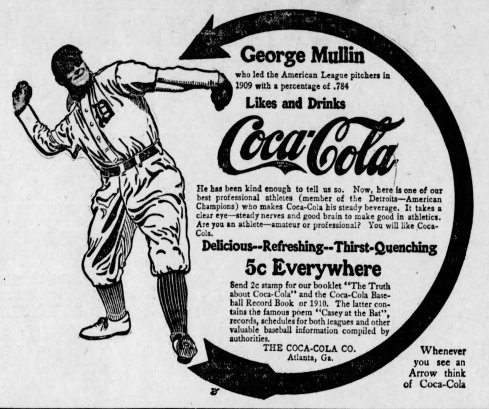 George Mullin
who led the American League pitchers in
1909 with a percentage of .784
Likes and Drinks
Coca-Cola
He has been kind enough to tell us so. Now, here is one of our
best professional athletes (member of the Detroits—American
Champions) who makes Coca-Cola his steady beverage. It takes a
clear eye—steady nerves and good brain to make good in athletics.
Are you an athlete—amateur or professional? You will like Coca-
Cola.
Delicious--Refreshing--Thirst-Quenching
5c Everywhere
Send 2c stamp for our booklet "The Truth
about Coca-Cola" and the Coca-Cola Base-
ball Record Book or 1910. The latter con-
tains the famous poem "Casey at the Bat",
records, schedules for both leagues and other
valuable baseball information compiled by
authorities.
THE COCA-COLA CO.
Atlanta, Ga.
Whenever
you see an
Arrow think
of Coca-Cola
D